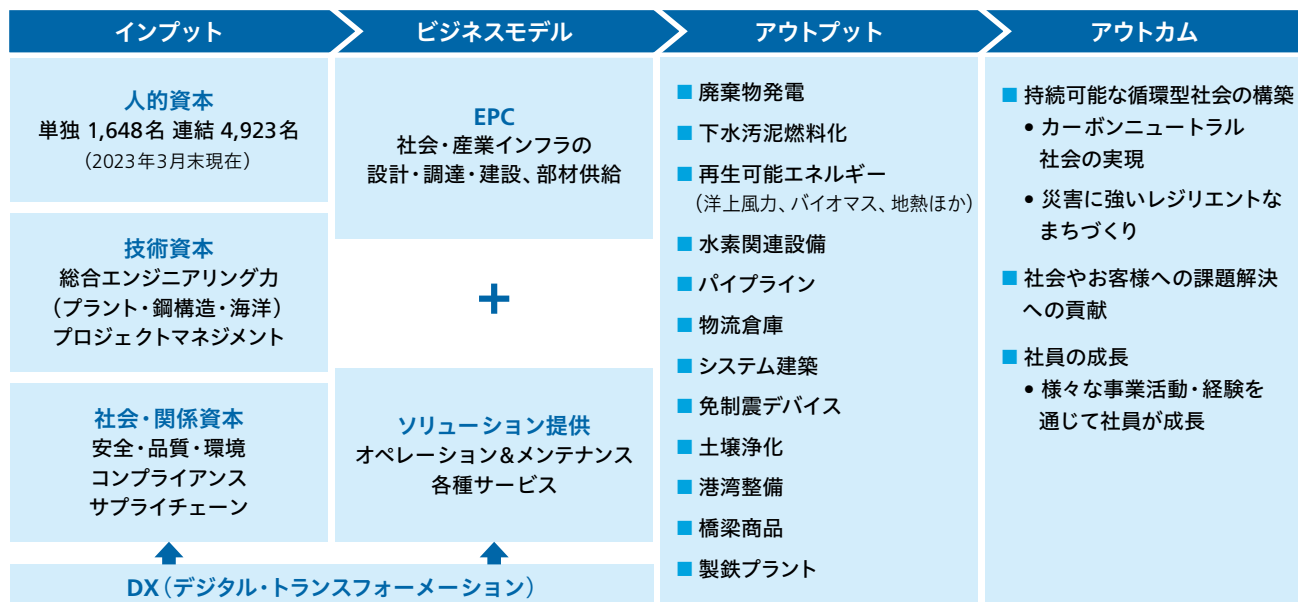 インプット
人的資本
単独 1,648名 連結 4,923名
(2023年3月末現在)
技術資本
総合エンジニアリング力
(プラント・鋼構造・海洋)
プロジェクトマネジメント
社会・関係資本
安全・品質・環境
コンプライアンス
サプライチェーン
ビジネスモデル
EPC
社会・産業インフラの
設計・調達・建設、部材供給
+
ソリューション提供
オペレーション&メンテナンス
各種サービス
DX(デジタル・トランスフォーメーション)
アウトプット
■ 廃棄物発電
■ 下水汚泥燃料化
■ 再生可能エネルギー
(洋上風力、バイオマス、地熱ほか)
■ 水素関連設備
■ パイプライン
■ 物流倉庫
■ システム建築
■ 免制震デバイス
■ 土壌浄化
■ 港湾整備
■ 橋梁商品
■ 製鉄プラント
アウトカム
■ 持続可能な循環型社会の構築
• カーボンニュートラル
社会の実現
• 災害に強いレジリエントな
まちづくり
■ 社会やお客様への課題解決
への貢献
■ 社員の成長
• 様々な事業活動・経験を
通じて社員が成長